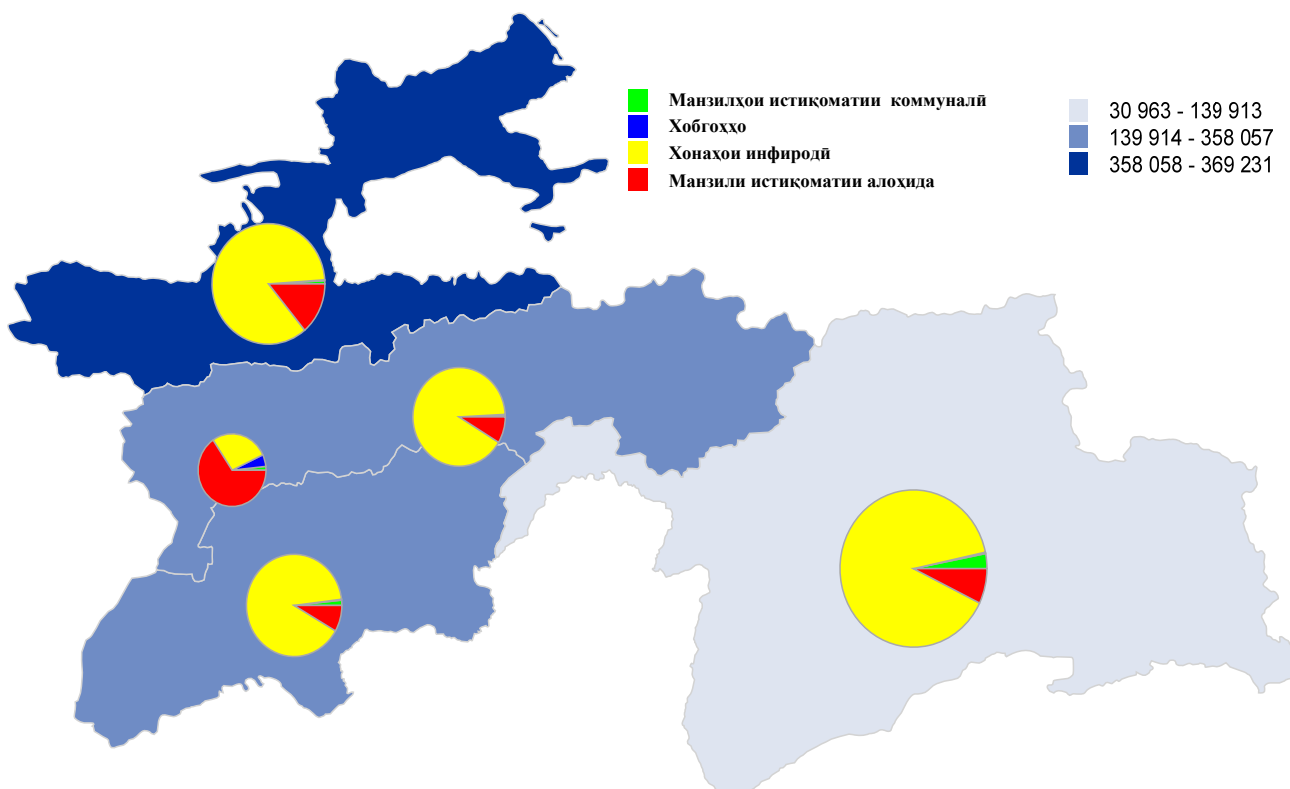 Манзилҳои истиқоматии коммуналӣ
Хобгоҳҳо
Хонаҳои инфиродӣ
Манзили истиқоматии алоҳида
30 963 - 139 913
139 914 - 358 057
358 058 - 369 231